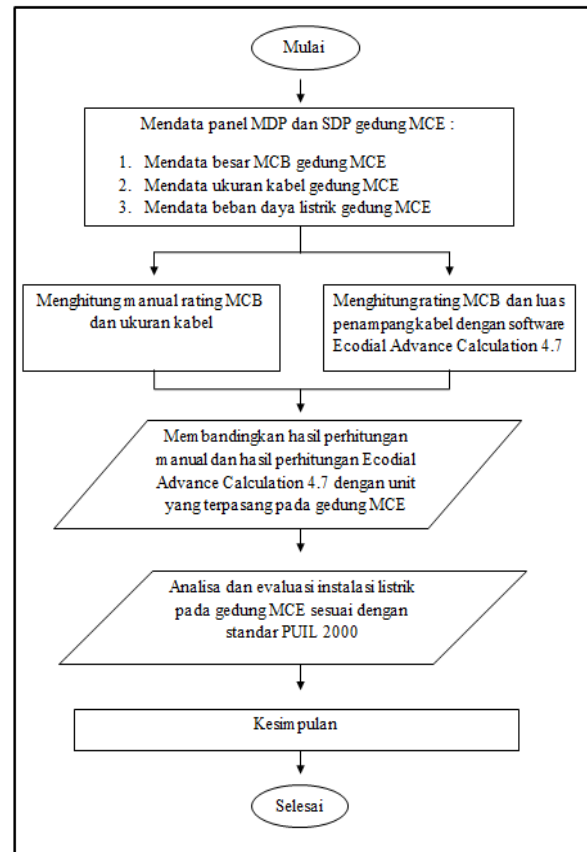 Mulai
Mendata panel MDP dan SDP gedung MCE :
1. Mendata besar MCB gedung MCE
2. Mendata ukuran kabel gedung MCE
3. Mendata beban daya listrik gedung MCE
Menghitung manual rating MCB
dan ukuran kabel
Menghitung rating MCB dan luas
penampang kabel dengan software
Ecodial Advance Calculation 4.7
Membandingkan hasil perhitungan
manual dan hasil perhitungan Ecodial
Advance Calculation 4.7 dengan unit
yang terpasang pada gedung MCE
Analisa dan evaluasi instalasi listrik
pada gedung MCE sesuai dengan
standar PUIL 2000
Kesimpulan
Selesai